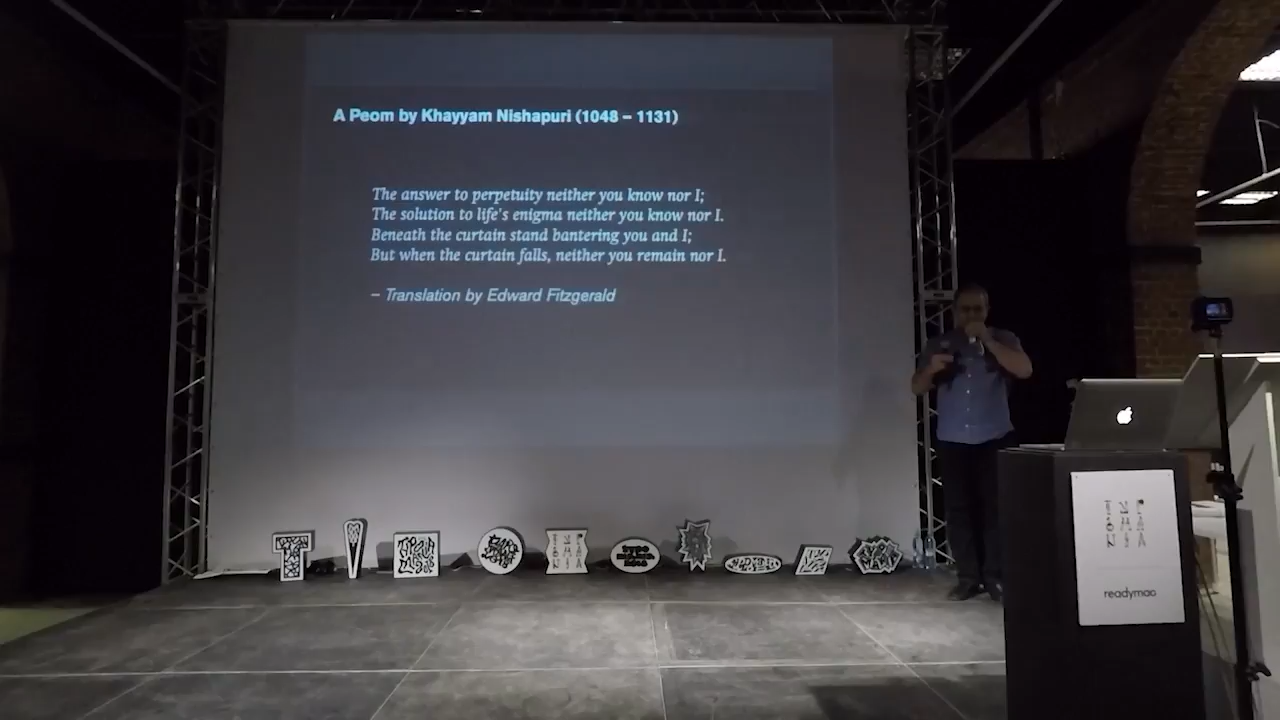 A Peom by Khayyam Nishapuri (1048 – 1131)
The answer to perpetuity neither you know nor I;
The solution to life's enigma neither you know nor I.
Beneath the curtain stand bantering you and I;
But when the curtain falls, neither you remain nor I.
– Translation by Edward Fitzgerald
T
readymag